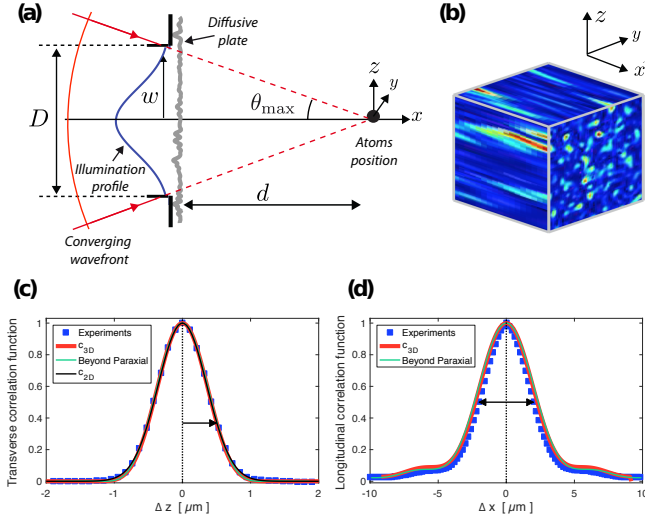 (a)
Diffusive
plate
D
w
θmax
z
y
x
Illumination
profile
Atoms
position
d
Converging
wavefront
(b)
z
y
x
(c)
Transverse correlation function
1
0.8
0.6
0.4
0.2
0
Experiments
c3D
Beyond Paraxial
c2D
-2
-1
0
1
2
Δ z [ µm ]
(d)
Longitudinal correlation function
1
0.8
0.6
0.4
0.2
0
Experiments
c3D
Beyond Paraxial
-10
-5
0
5
10
Δ x [ µm ]